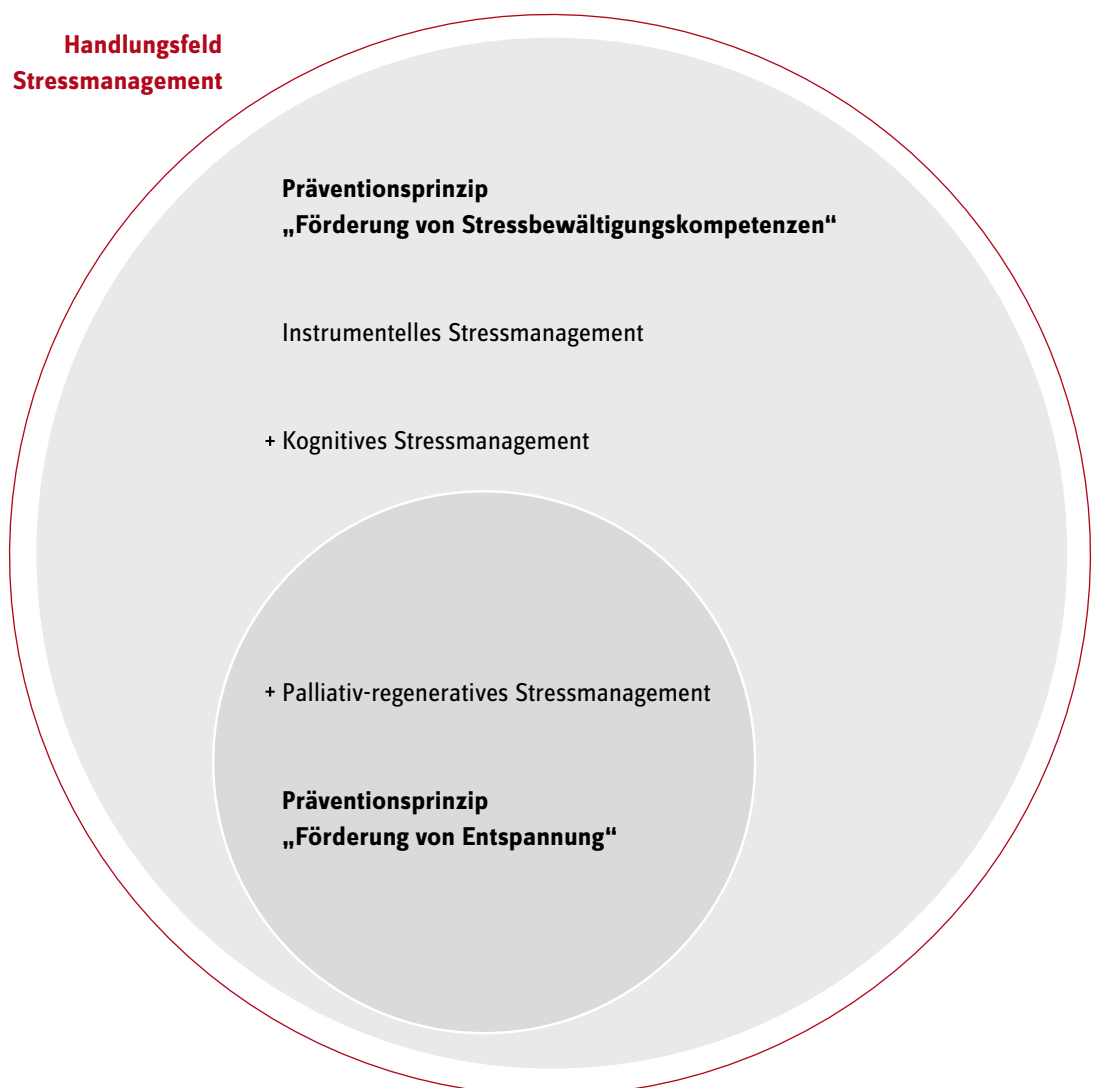 Handlungsfeld
Stressmanagement
Präventionsprinzip
„Förderung von Stressbewältigungskompetenzen“
Instrumentelles Stressmanagement
+ Kognitives Stressmanagement
+ Palliativ-regeneratives Stressmanagement
Präventionsprinzip
„Förderung von Entspannung“